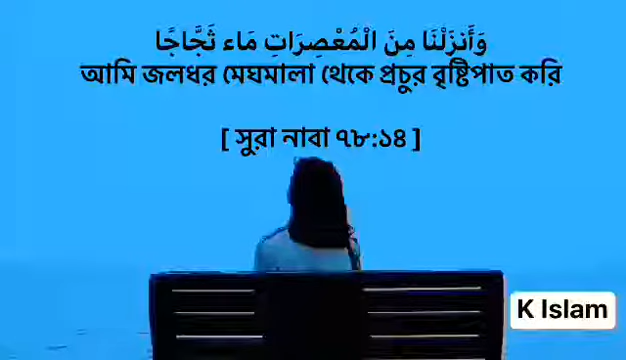 وَأَنزَلْنَا مِنَ الْمُعْصِرَاتِ مَاء ثَجَّاجًا
আমি জলধর মেঘমালা থেকে প্রচুর বৃষ্টিপাত করি
[ সুরা নাবা ৭৮:১৪ ]
K Islam